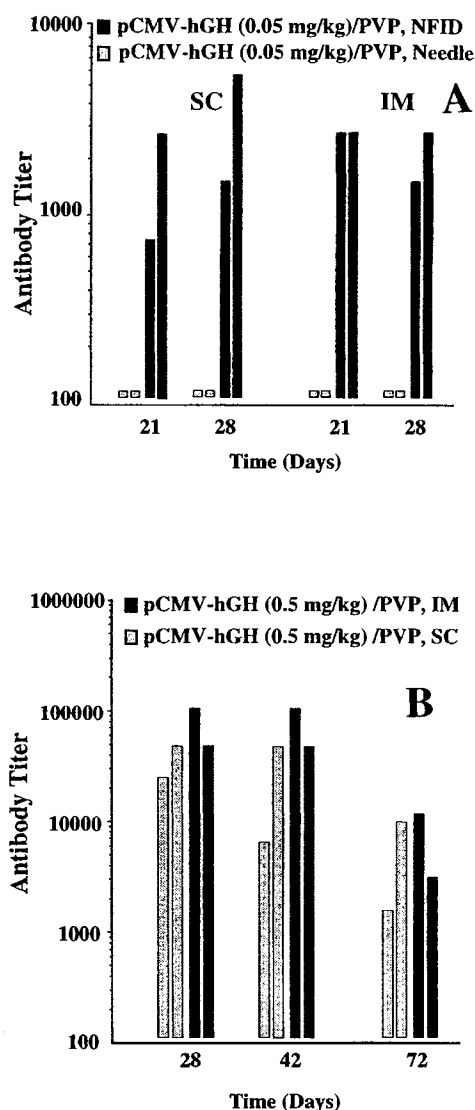 10000
pCMV-hGH (0.05 mg/kg)/PVP, NFID
pCMV-hGH (0.05 mg/kg)/PVP, Needle
SC
IM
A
1000
100
Antibody Titer
21
28
21
28
Time (Days)
1000000
pCMV-hGH (0.5 mg/kg) /PVP, IM
pCMV-hGH (0.5 mg/kg) /PVP, SC
B
100000
10000
1000
100
Antibody Titer
28
42
72
Time (Days)